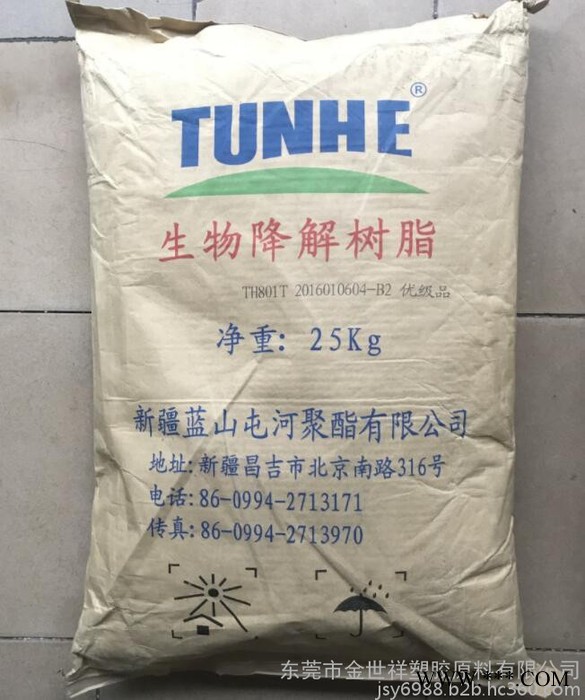 TUNHE®
生物降解树脂
TH801T 2016010604-B2 优级品
净重: 25Kg
新疆蓝山屯河聚酯有限公司
地址:新疆昌吉市北京南路316号
电话:86-0994-2713171
传真:86-0994-2713970
东莞市金世祥塑胶原料有限公司
jsy6988.b2b.hc360.com
www.***.COM